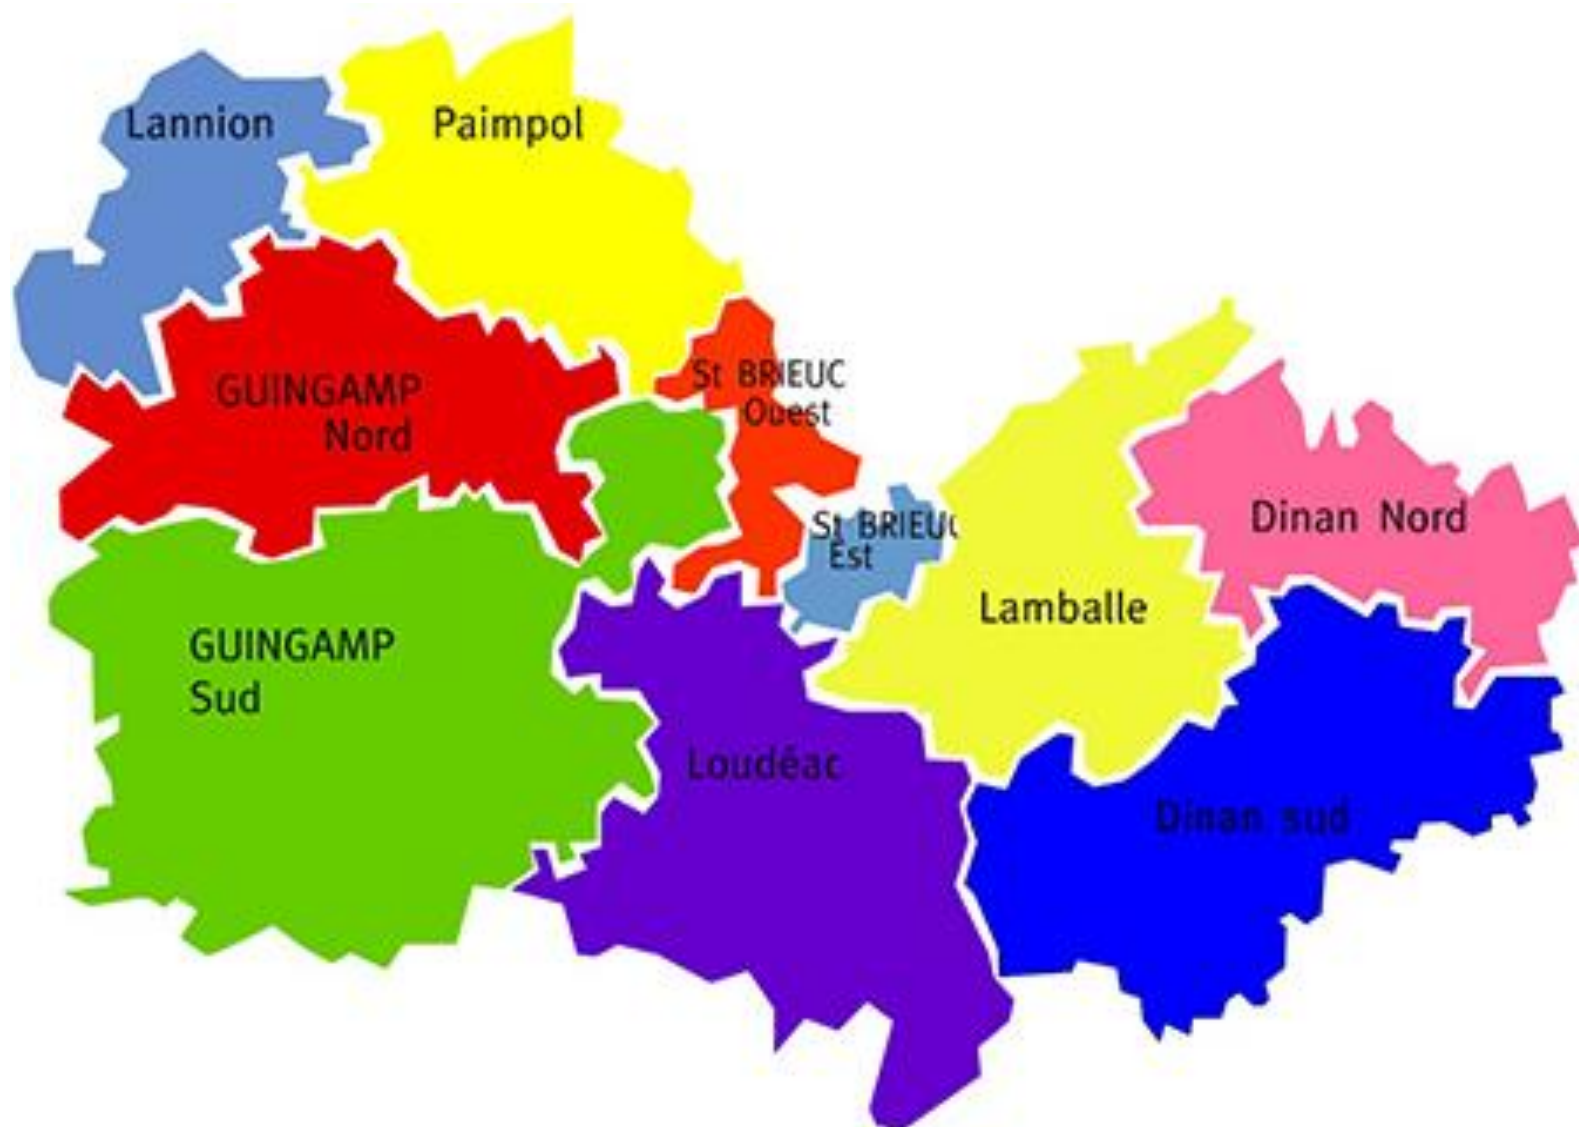 Lannion
Paimpol
GUINGAMP
Nord
St BRIEUC
Ouest
St BRIEUC
Est
Dinan Nord
Lamballe
GUINGAMP
Sud
Loudéac
Dinan sud